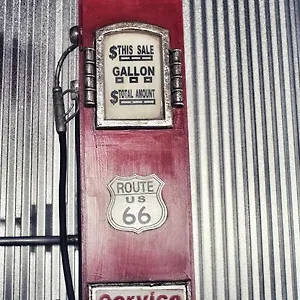 $THIS SALE
GALLON
$TOTAL AMOUNT
ROUTE
US
66
Service